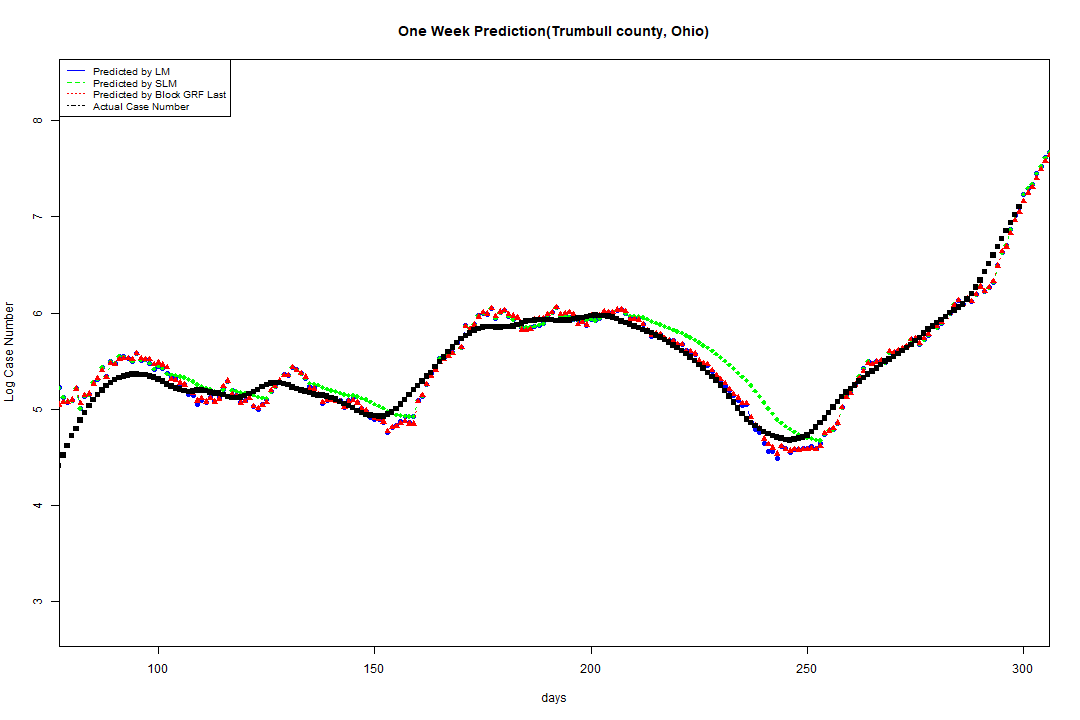 One Week Prediction(Trumbull county, Ohio)
Predicted by LM
Predicted by SLM
Predicted by Block GRF Last
Actual Case Number
Log Case Number
8
7
6
5
4
3
100 150 200 250 300
days